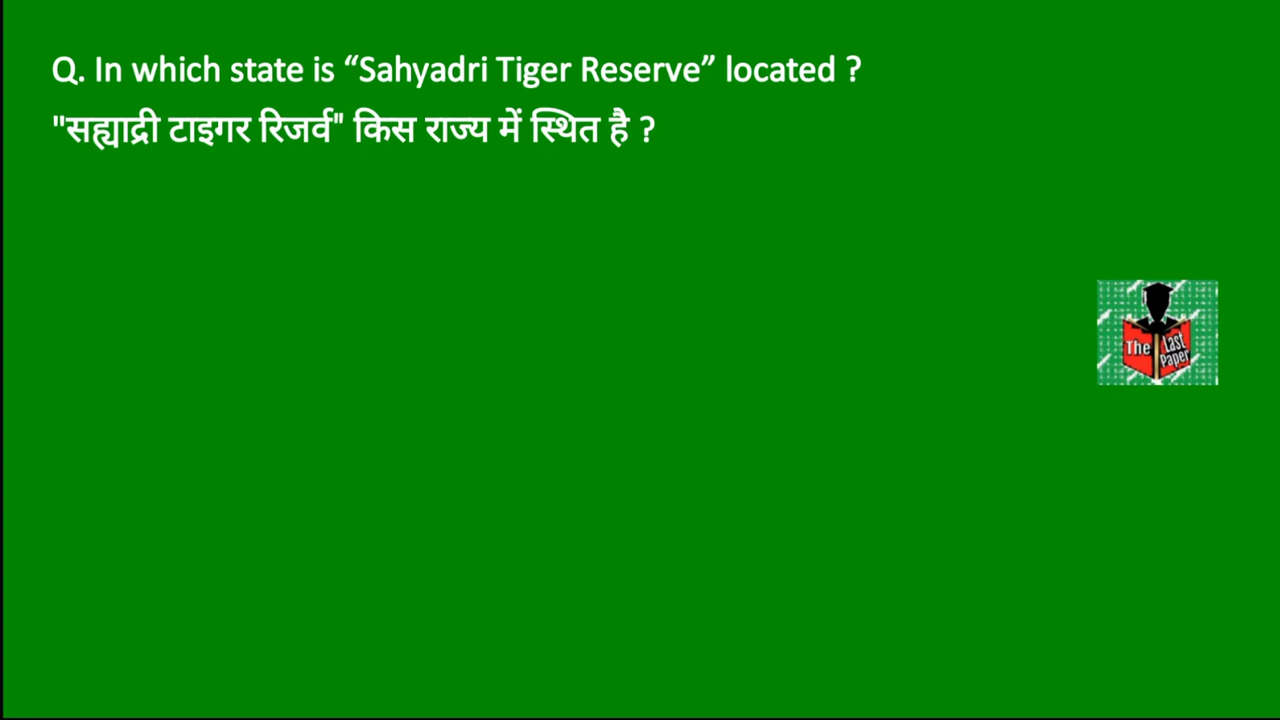 Q. In which state is “Sahyadri Tiger Reserve” located ?
"सह्याद्री टाइगर रिजर्व" किस राज्य में स्थित है ?
The Last
Paper